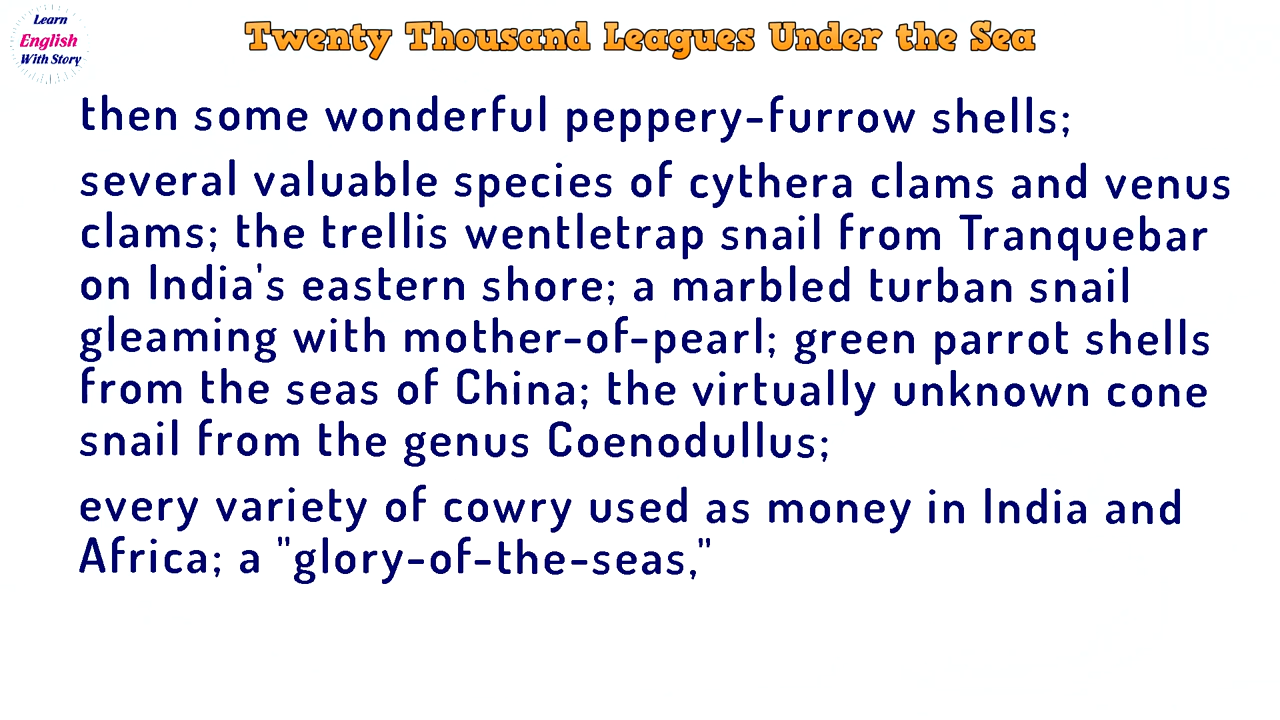 Learn
English
With Story
Twenty Thousand Leagues Under the Sea
then some wonderful peppery-furrow shells;
several valuable species of cythera clams and venus
clams; the trellis wentletrap snail from Tranquebar
on India's eastern shore; a marbled turban snail
gleaming with mother-of-pearl; green parrot shells
from the seas of China; the virtually unknown cone
snail from the genus Coenodullus;
every variety of cowry used as money in India and
Africa; a "glory-of-the-seas,"